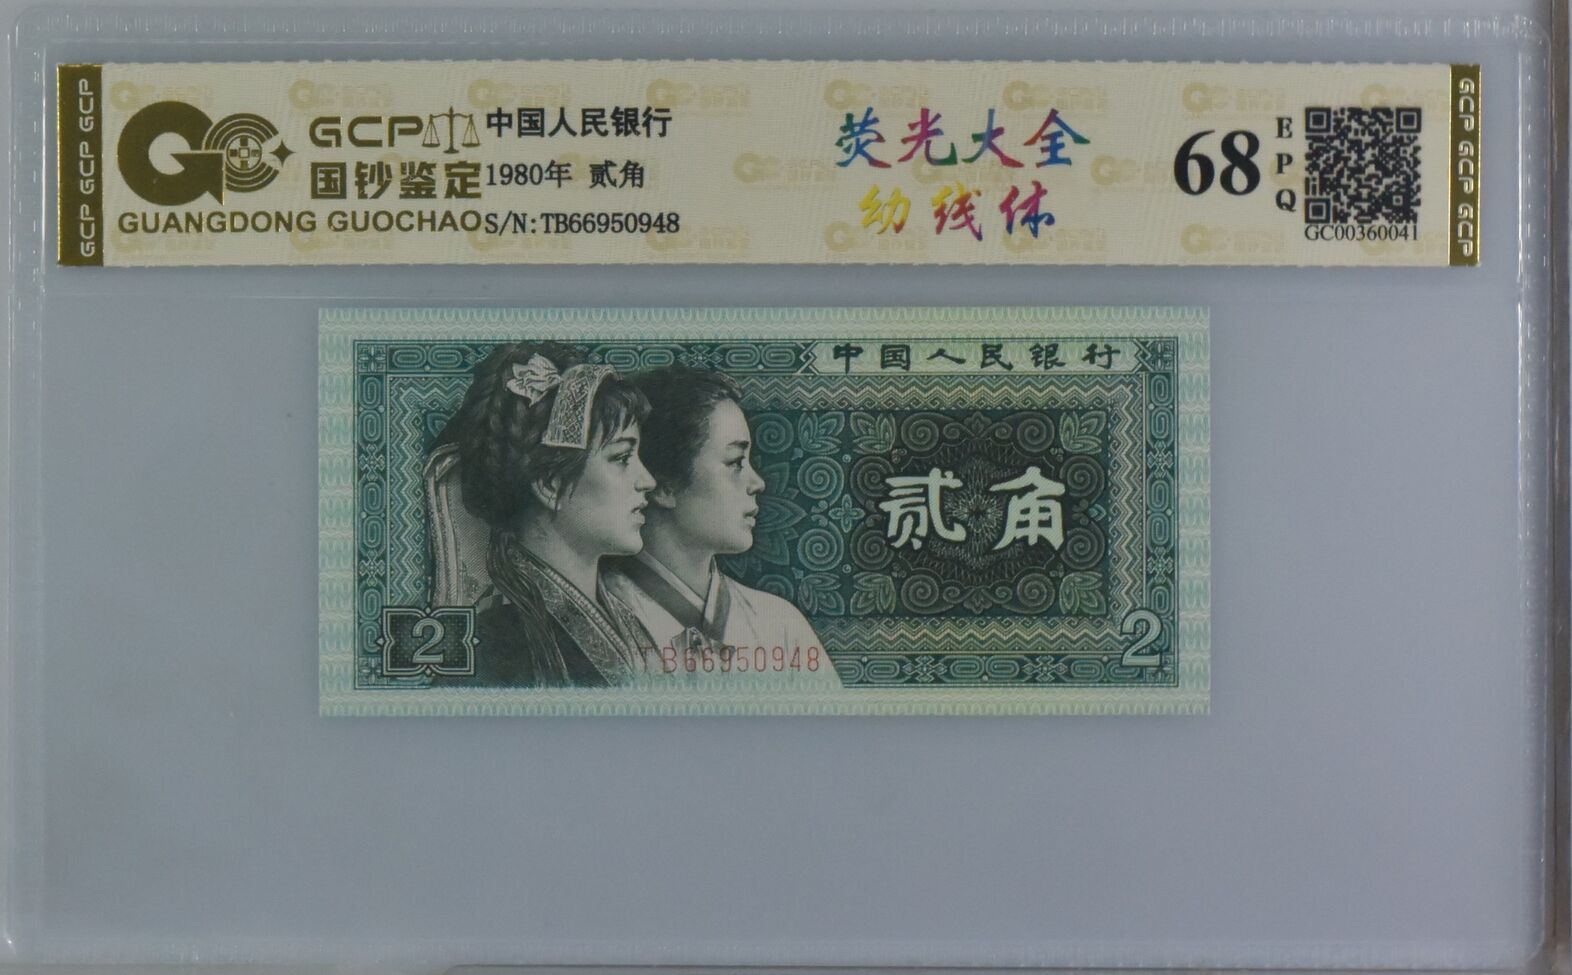 GCP GCP GCP
GCP
国钞鉴定
GUANGDONG GUOCHAO
中国人民银行
1980年 贰角
S/N:TB66950948
荧光大全
幼线体
68
EPQ
GC00360041
GCP GCP GCP
中国人民银行
贰角
2
2
TB66950948